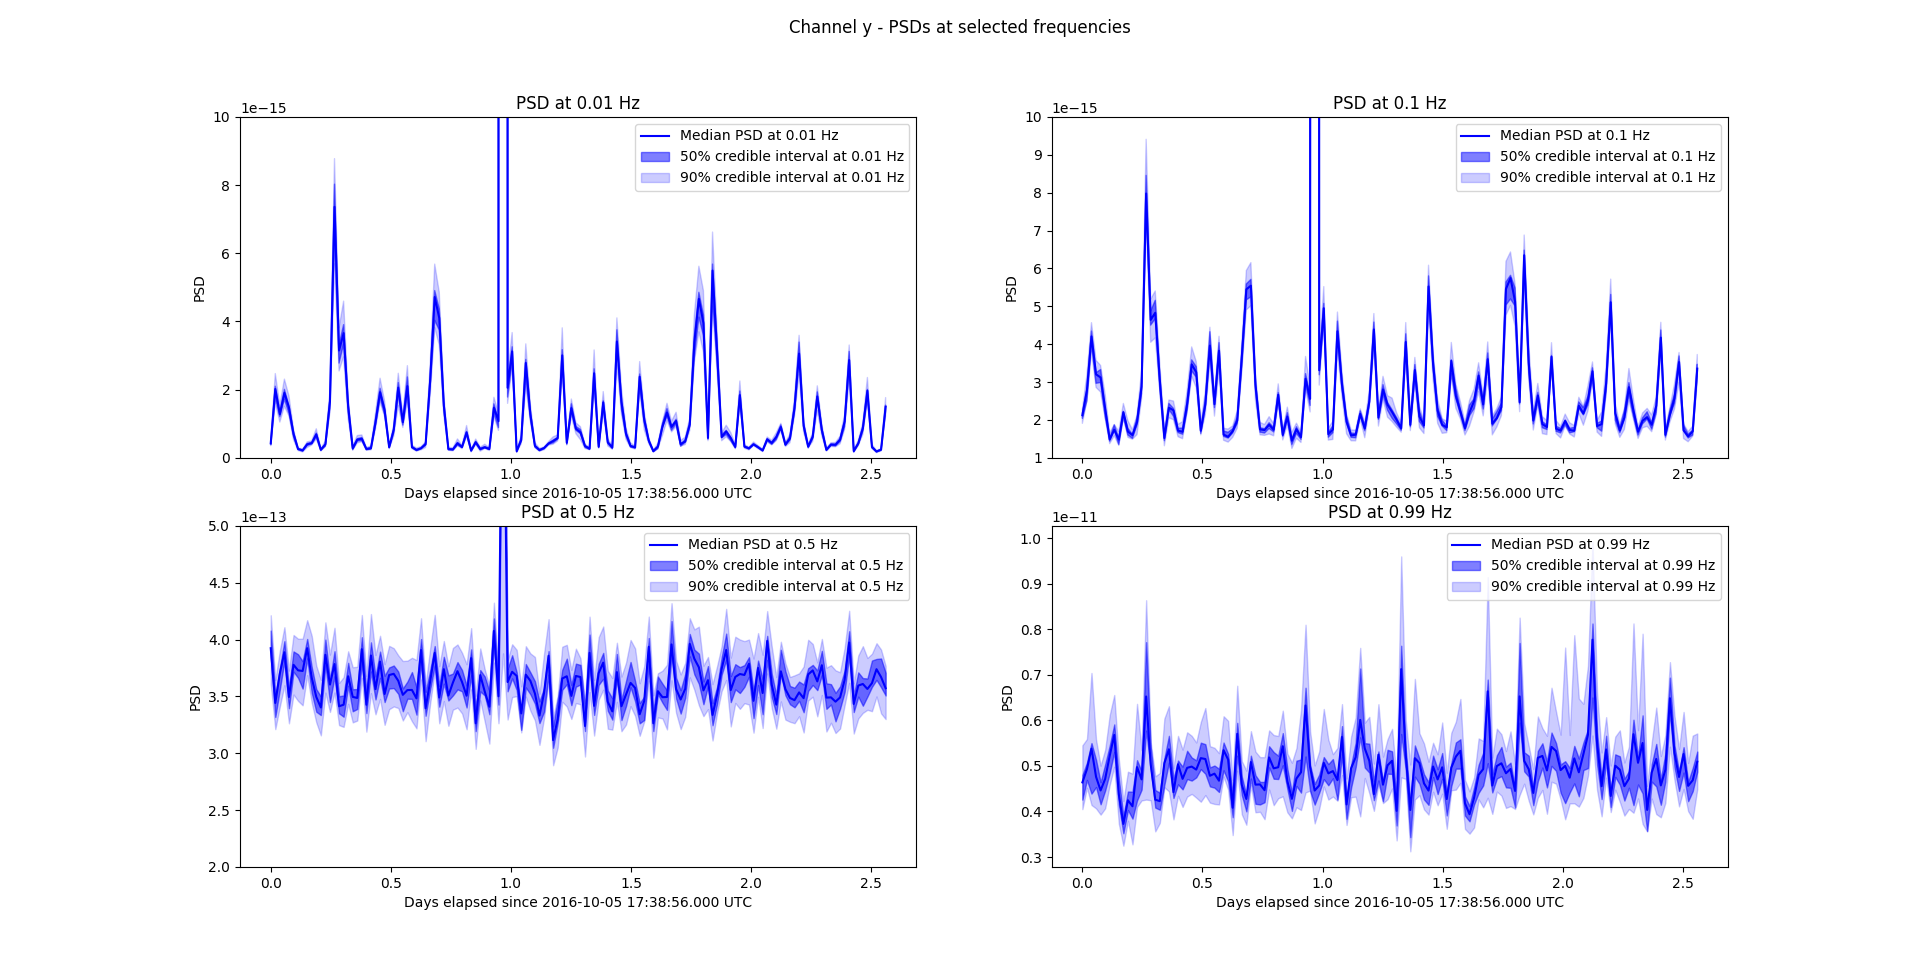 Channel y - PSDs at selected frequencies
PSD at 0.01 Hz
1e−15
10
8
6
4
2
0
PSD
Median PSD at 0.01 Hz
50% credible interval at 0.01 Hz
90% credible interval at 0.01 Hz
0.0 0.5 1.0 1.5 2.0 2.5
Days elapsed since 2016-10-05 17:38:56.000 UTC
PSD at 0.1 Hz
1e−15
10
9
8
7
6
5
4
3
2
1
PSD
Median PSD at 0.1 Hz
50% credible interval at 0.1 Hz
90% credible interval at 0.1 Hz
0.0 0.5 1.0 1.5 2.0 2.5
Days elapsed since 2016-10-05 17:38:56.000 UTC
PSD at 0.5 Hz
1e−13
5.0
4.5
4.0
3.5
3.0
2.5
2.0
PSD
Median PSD at 0.5 Hz
50% credible interval at 0.5 Hz
90% credible interval at 0.5 Hz
0.0 0.5 1.0 1.5 2.0 2.5
Days elapsed since 2016-10-05 17:38:56.000 UTC
PSD at 0.99 Hz
1e−11
1.0
0.9
0.8
0.7
0.6
0.5
0.4
0.3
PSD
Median PSD at 0.99 Hz
50% credible interval at 0.99 Hz
90% credible interval at 0.99 Hz
0.0 0.5 1.0 1.5 2.0 2.5
Days elapsed since 2016-10-05 17:38:56.000 UTC